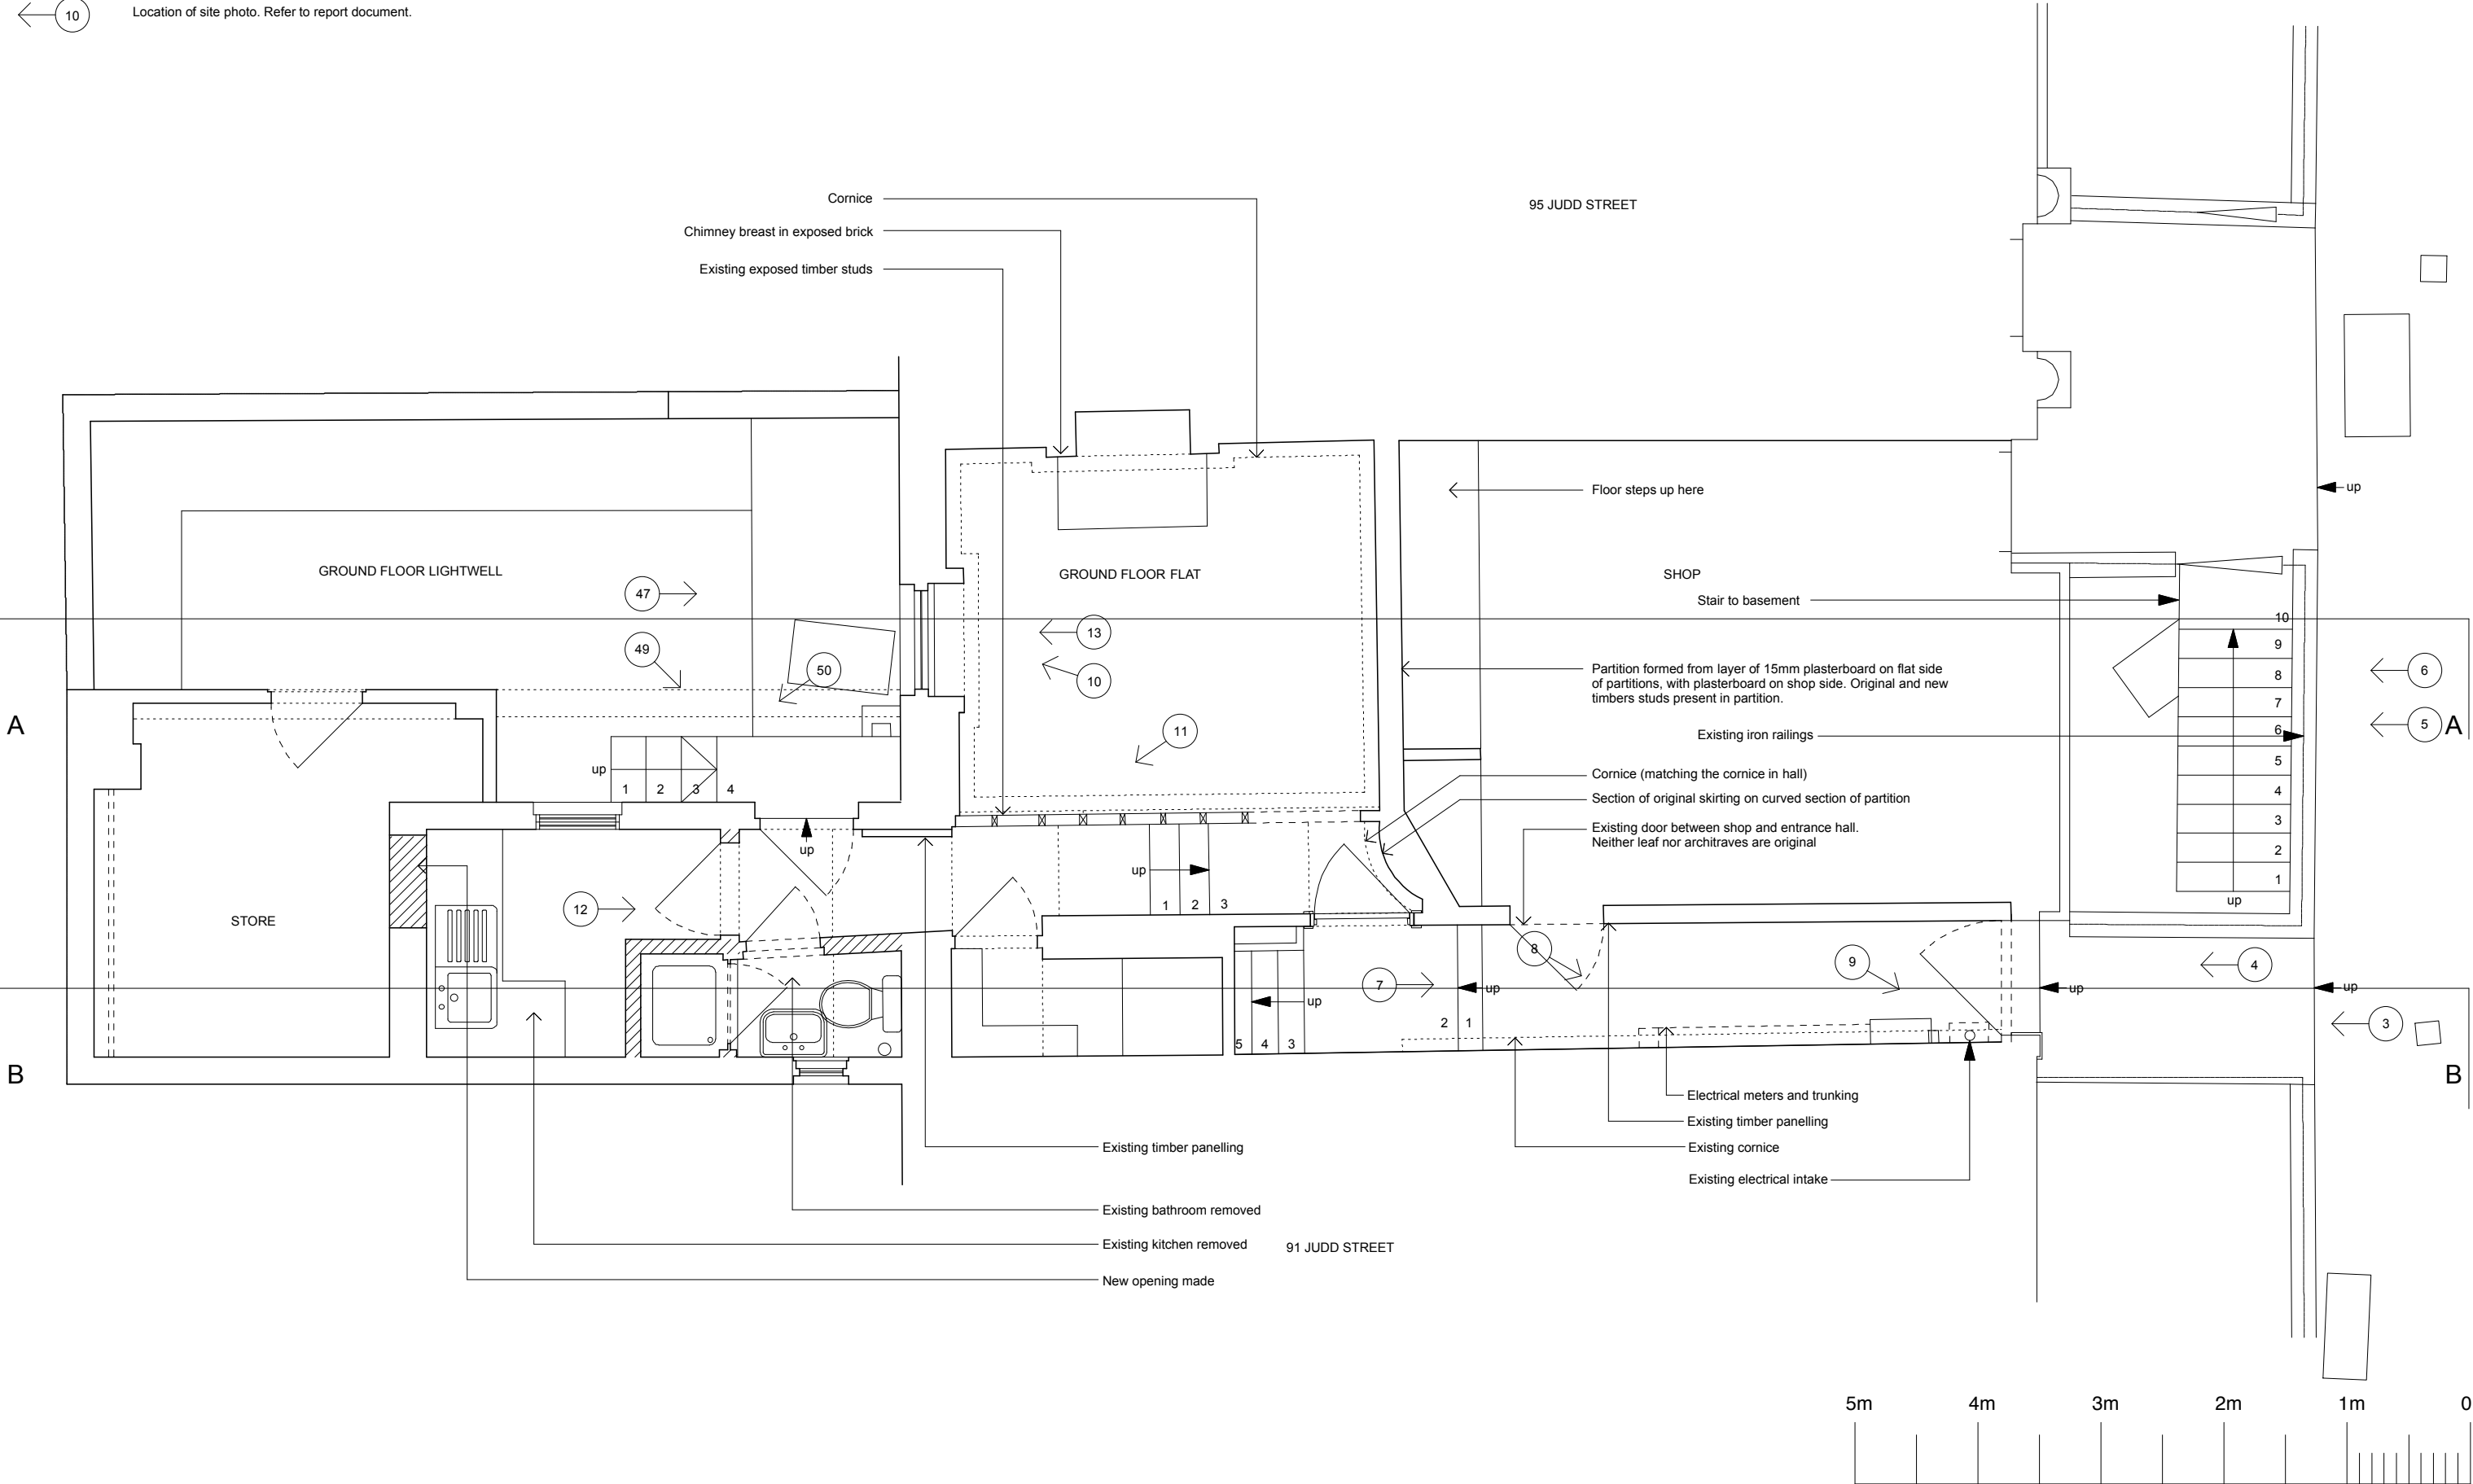 10
Location of site photo. Refer to report document.
Cornice
95 JUDD STREET
Chimney breast in exposed brick
Existing exposed timber studs
up
Floor steps up here
GROUND FLOOR LIGHTWELL
GROUND FLOOR FLAT
SHOP
47
Stair to basement
10
13
49
9
50
10
Partition formed from layer of 15mm plasterboard on flat side
of partitions, with plasterboard on shop side. Original and new
timbers studs present in partition.
8
6
7
A
11
Existing iron railings
6
5
A
5
up
Cornice (matching the cornice in hall)
1 2 3 4
4
Section of original skirting on curved section of partition
3
Existing door between shop and entrance hall.
Neither leaf nor architraves are original
up
2
up
1
1 2 3
up
12
STORE
8
9
4
7
up
up
up
up
2 1
3
5 4 3
B
B
Electrical meters and trunking
Existing timber panelling
Existing timber panelling
Existing cornice
Existing electrical intake
Existing bathroom removed
Existing kitchen removed
91 JUDD STREET
New opening made
5m 4m 3m 2m 1m 0